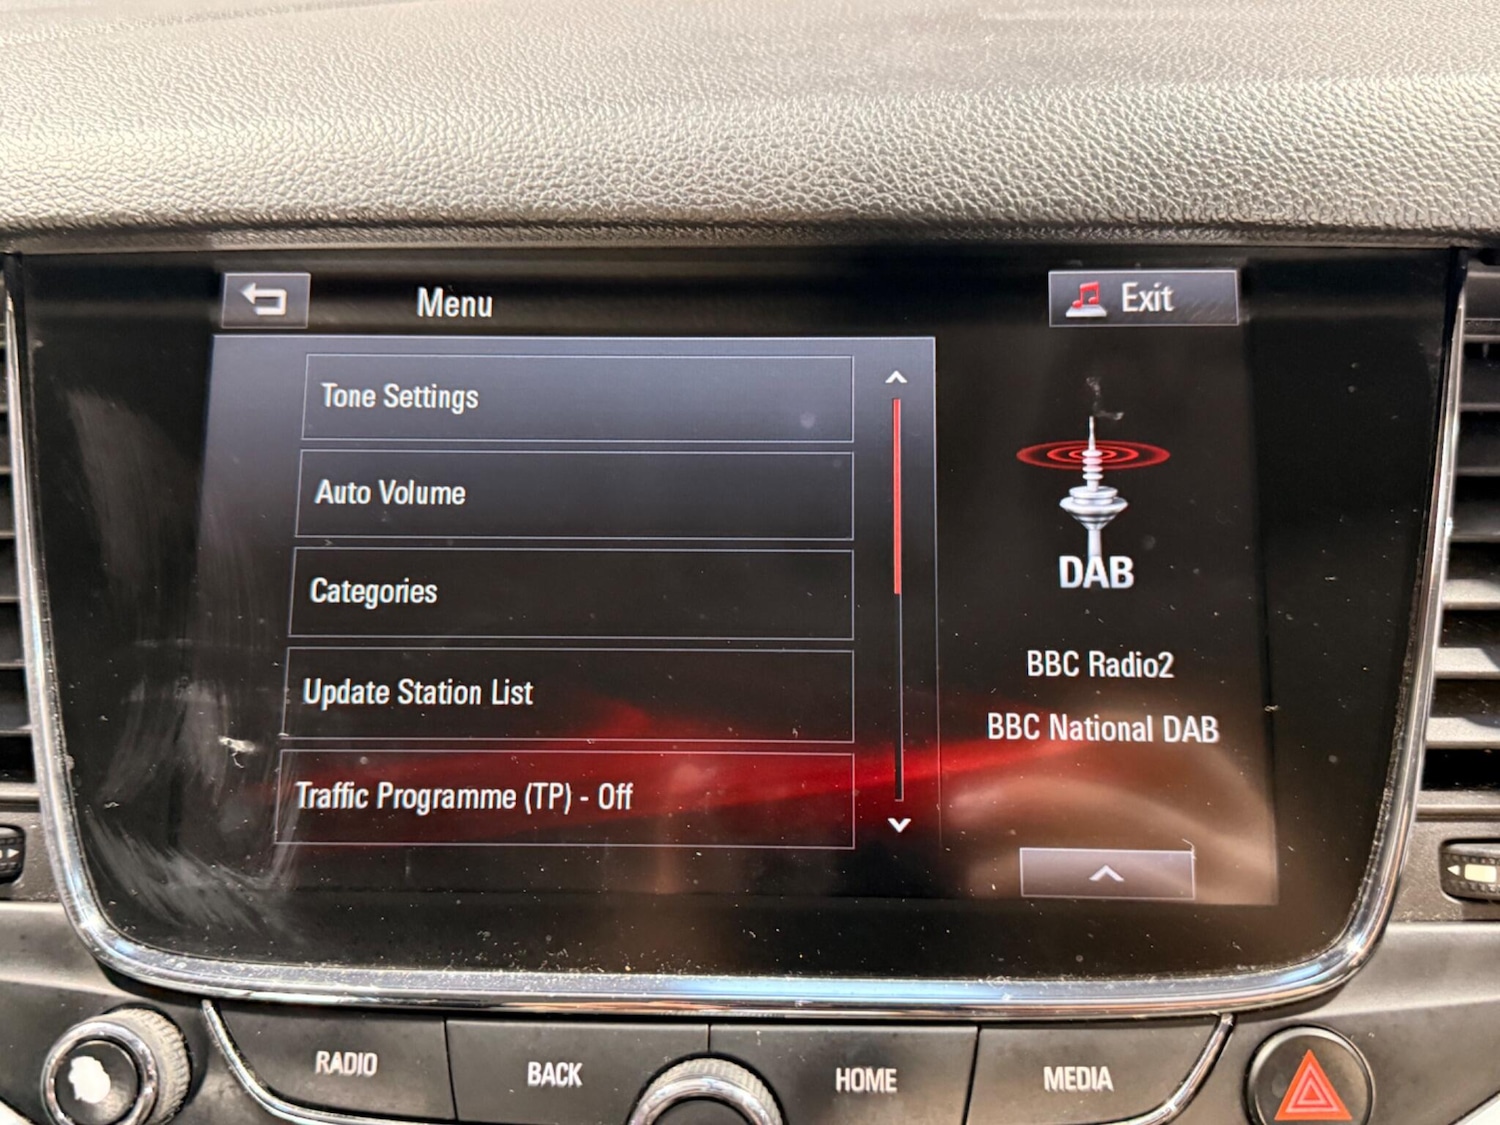 Menu
Exit
Tone Settings
Auto Volume
Categories
Update Station List
Traffic Programme (TP) - Off
DAB
BBC Radio2
BBC National DAB
RADIO
BACK
HOME
MEDIA